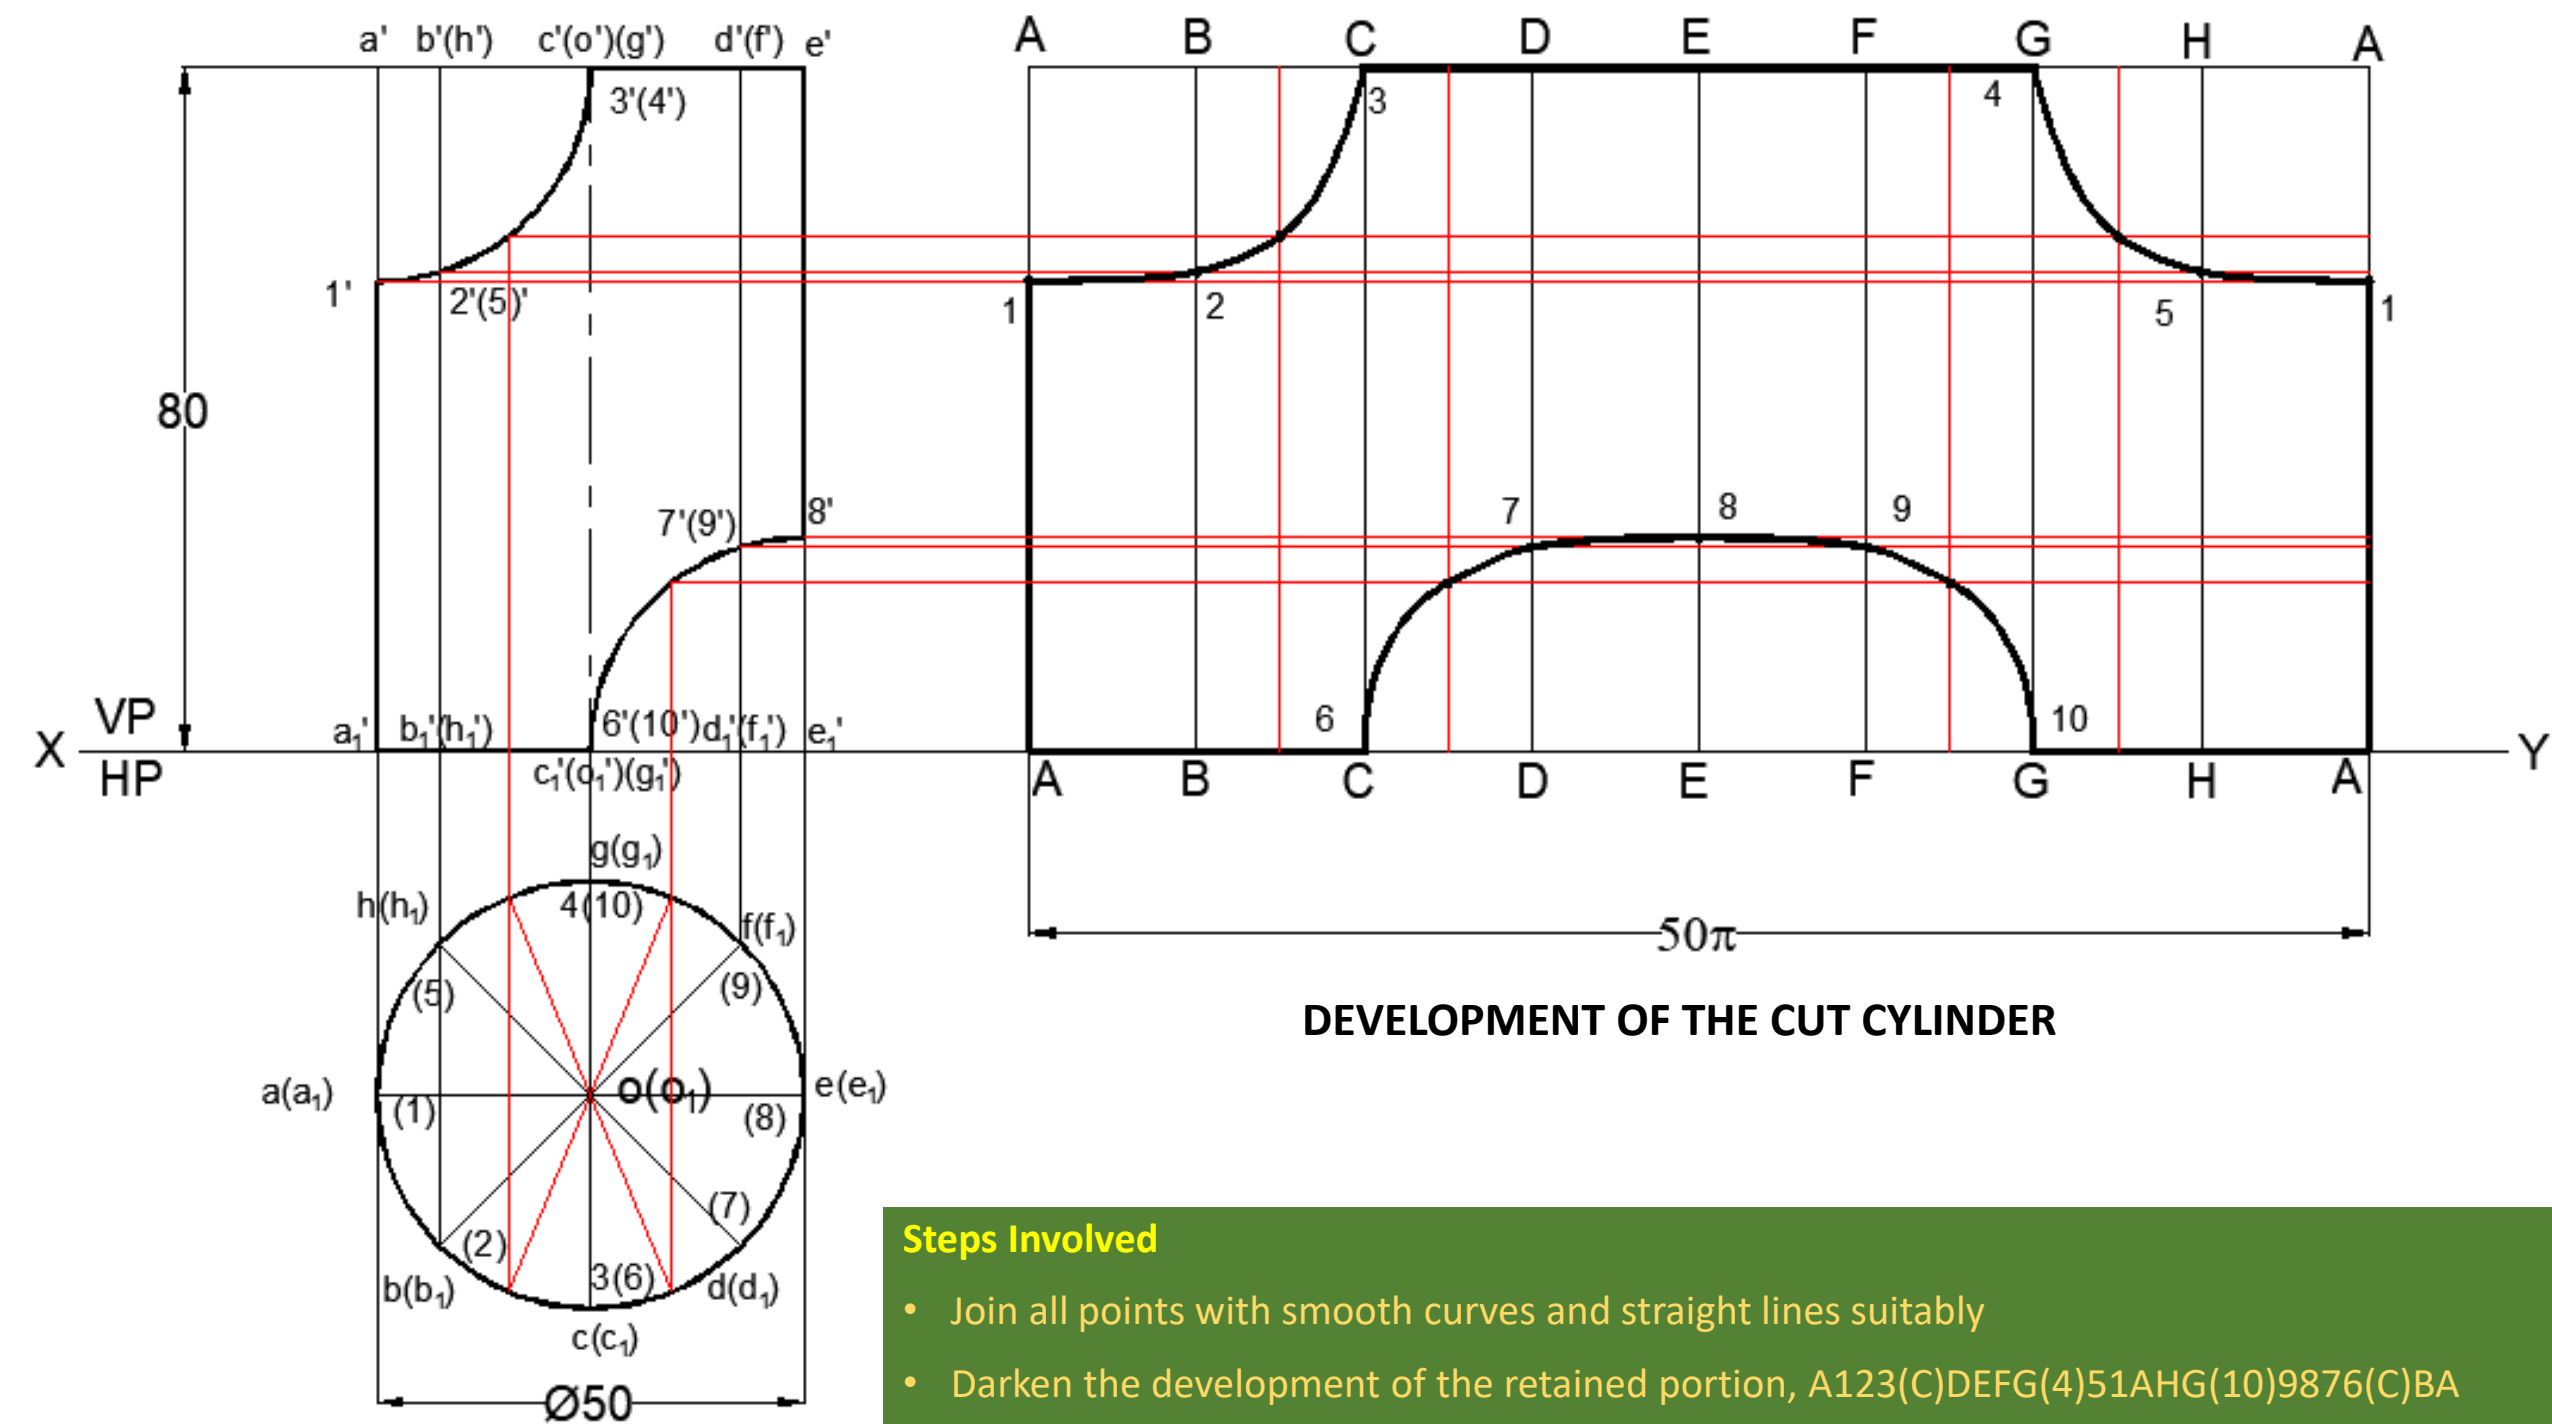 a' b'(h') c'(o')(g') d'(f') e' A B C D E F G H A
3'(4') 3 4
1' 2'(5)' 1 2 5 1
80
7'(9') 8' 7 8 9
VP a₁' b₁'(h₁') 6'(10') d₁'(f₁') e₁' 6 10
X Y
HP c₁'(o₁')(g₁') A B C D E F G H A
g(g₁)
h(h₁) 4(10) f(f₁) 50π
(5) (9)
DEVELOPMENT OF THE CUT CYLINDER
a(a₁) (1) o(o₁) (8) e(e₁)
(2) (7)
b(b₁) 3(6) d(d₁)
c(c₁)
Ø50
Steps Involved
• Join all points with smooth curves and straight lines suitably
• Darken the development of the retained portion, A123(C)DEFG(4)51AHG(10)9876(C)BA